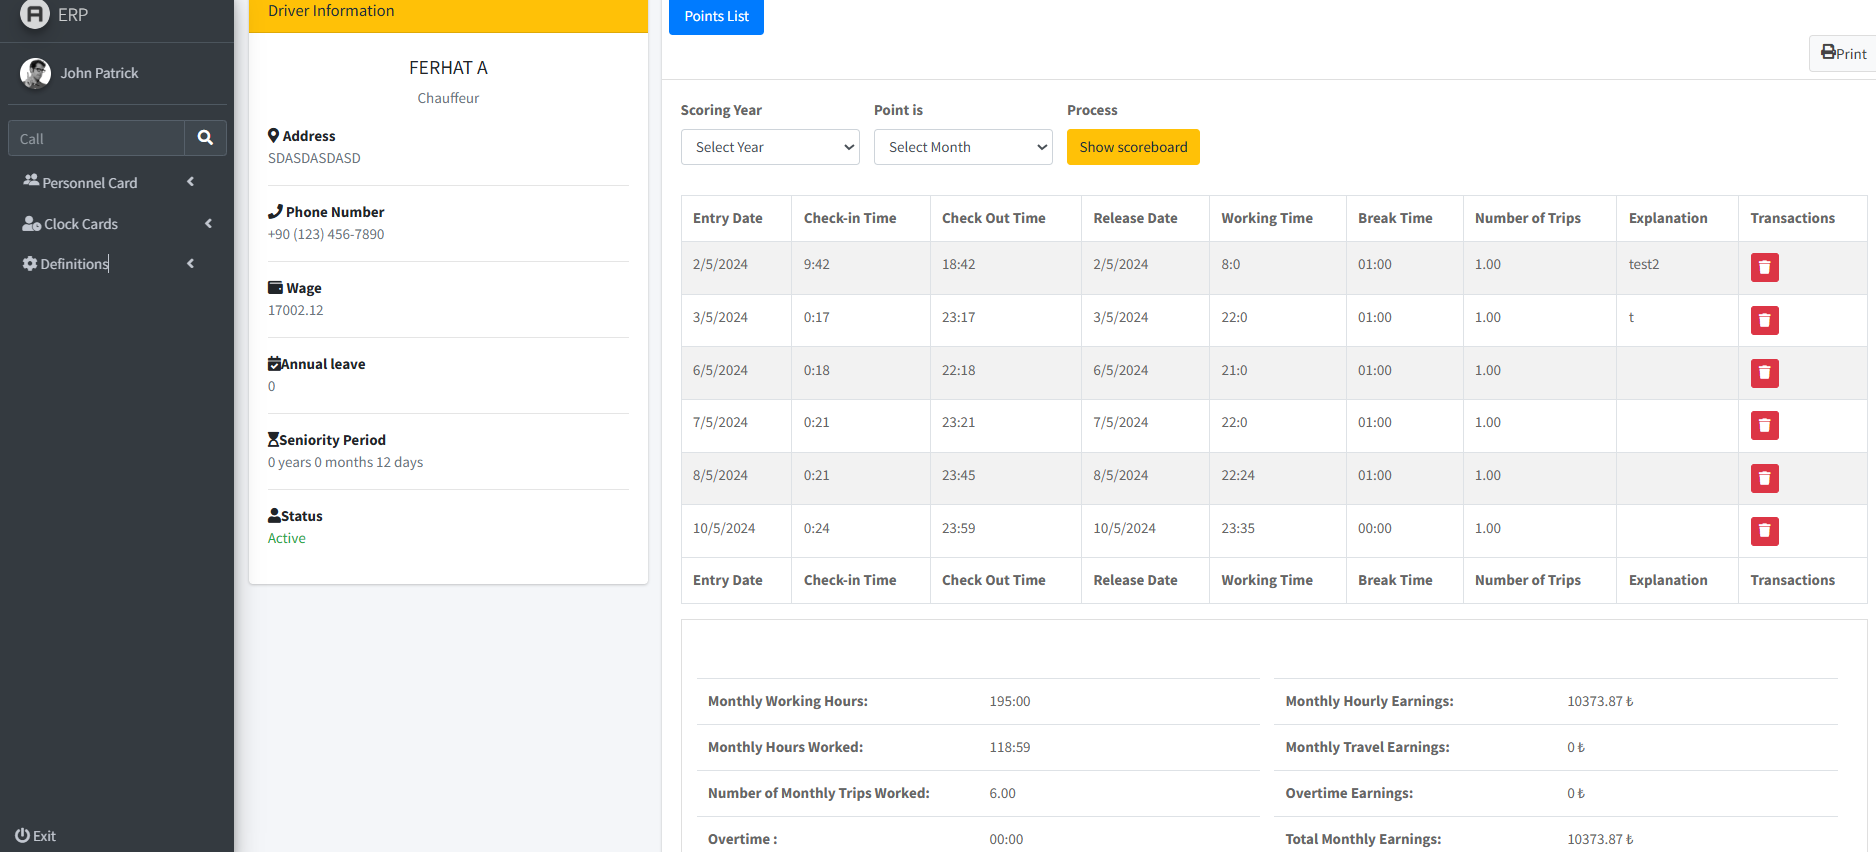 ERP
John Patrick
Call
Personnel Card
Clock Cards
Definitions
Exit
Driver Information
FERHAT A
Chauffeur
Address
SDASDASDASD
Phone Number
+90 (123) 456-7890
Wage
17002.12
Annual leave
0
Seniority Period
0 years 0 months 12 days
Status
Active
Points List
Print
Scoring Year Point is Process
Select Year Select Month Show scoreboard
Entry Date Check-in Time Check Out Time Release Date Working Time Break Time Number of Trips Explanation Transactions
2/5/2024 9:42 18:42 2/5/2024 8:0 01:00 1.00 test2
3/5/2024 0:17 23:17 3/5/2024 22:0 01:00 1.00 t
6/5/2024 0:18 22:18 6/5/2024 21:0 01:00 1.00
7/5/2024 0:21 23:21 7/5/2024 22:0 01:00 1.00
8/5/2024 0:21 23:45 8/5/2024 22:24 01:00 1.00
10/5/2024 0:24 23:59 10/5/2024 23:35 00:00 1.00
Entry Date Check-in Time Check Out Time Release Date Working Time Break Time Number of Trips Explanation Transactions
Monthly Working Hours: 195:00 Monthly Hourly Earnings: 10373.87 ₺
Monthly Hours Worked: 118:59 Monthly Travel Earnings: 0 ₺
Number of Monthly Trips Worked: 6.00 Overtime Earnings: 0 ₺
Overtime : 00:00 Total Monthly Earnings: 10373.87 ₺